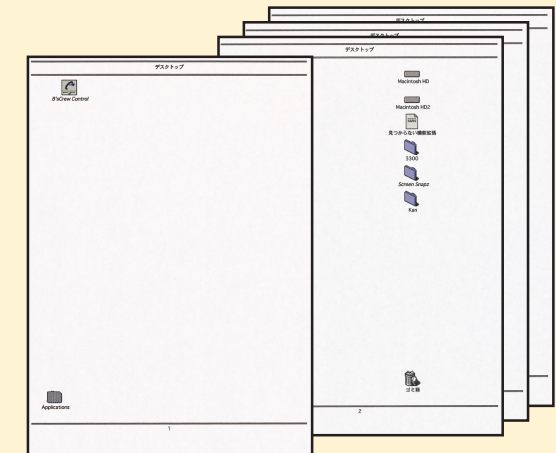 デスクトップ
B'sCrew Control
Applications
1
デスクトップ
Macintosh HD
Macintosh HD2
見つからない機能拡張
3300
Screen Snapz
Kan
ゴミ箱
2
デスクトップ
デスクトップ